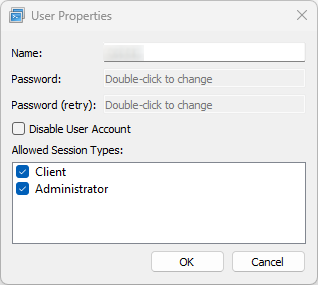 User Properties
Name:
Password: Double-click to change
Password (retry): Double-click to change
Disable User Account
Allowed Session Types:
Client
Administrator
OK Cancel